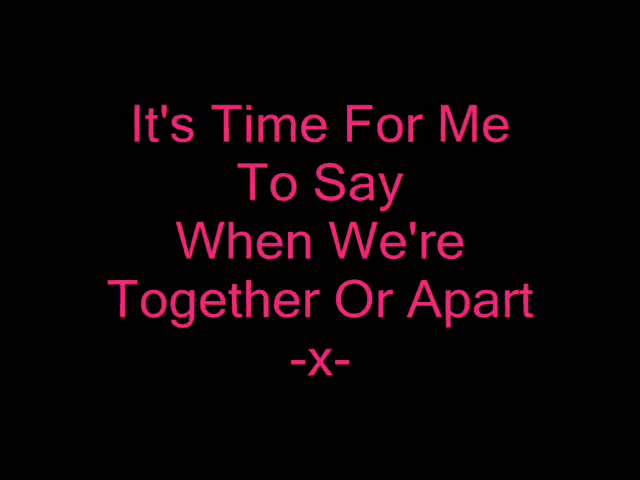 It's Time For Me
To Say
When We're
Together Or Apart
-x-